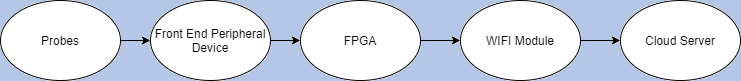 Probes
Front End Peripheral
Device
FPGA
WIFI Module
Cloud Server